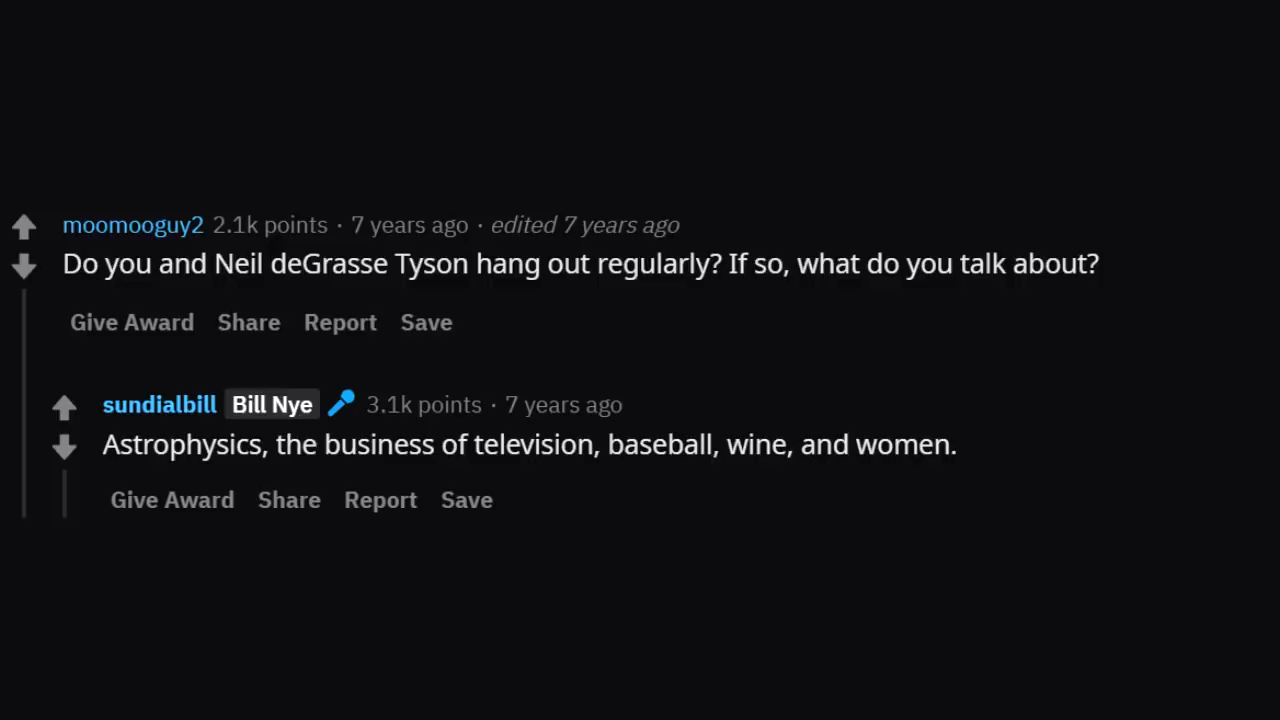 moomooguy2 2.1k points · 7 years ago · edited 7 years ago
Do you and Neil deGrasse Tyson hang out regularly? If so, what do you talk about?
Give Award Share Report Save
sundialbill Bill Nye 3.1k points · 7 years ago
Astrophysics, the business of television, baseball, wine, and women.
Give Award Share Report Save